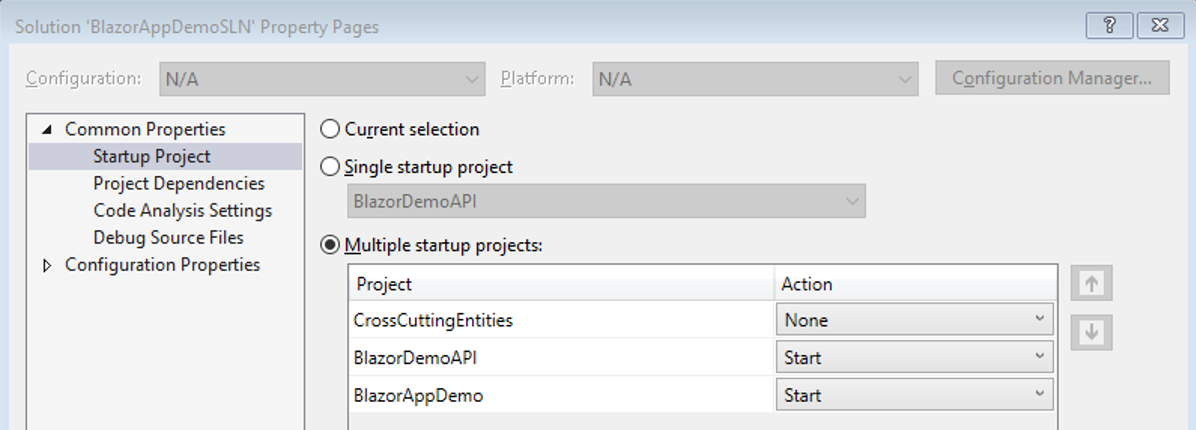 Solution 'BlazorAppDemoSLN' Property Pages
?
Configuration: N/A Platform: N/A Configuration Manager...
Common Properties
Startup Project
Project Dependencies
Code Analysis Settings
Debug Source Files
Configuration Properties
Current selection
Single startup project
BlazorDemoAPI
Multiple startup projects:
Project Action
CrossCuttingEntities None
BlazorDemoAPI Start
BlazorAppDemo Start